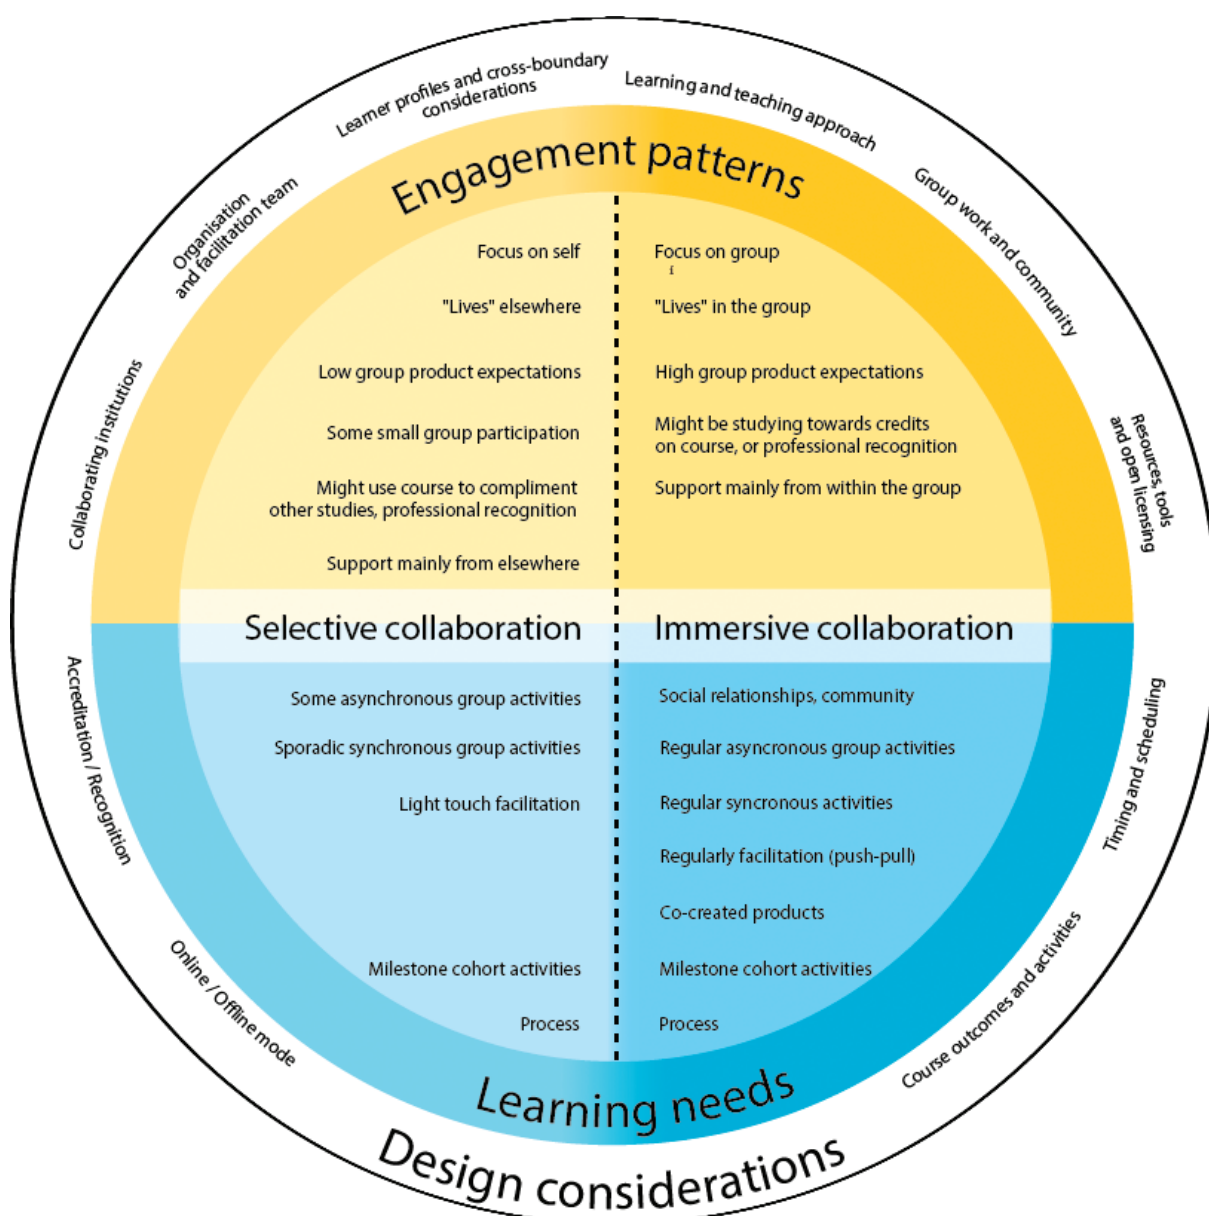 Learner profiles and cross-boundary
considerations
Learning and teaching approach
Organisation
and facilitation team
Group work and community
Collaborating institutions
Resources, tools
and open licensing
Engagement patterns
Focus on self
"Lives" elsewhere
Low group product expectations
Some small group participation
Might use course to compliment
other studies, professional recognition
Support mainly from elsewhere
Focus on group
f
"Lives" in the group
High group product expectations
Might be studying towards credits
on course, or professional recognition
Support mainly from within the group
Selective collaboration
Immersive collaboration
Some asynchronous group activities
Sporadic synchronous group activities
Light touch facilitation
Milestone cohort activities
Process
Social relationships, community
Regular asyncronous group activities
Regular syncronous activities
Regularly facilitation (push-pull)
Co-created products
Milestone cohort activities
Process
Accreditation / Recognition
Timing and scheduling
Online / Offline mode
Course outcomes and activities
Learning needs
Design considerations